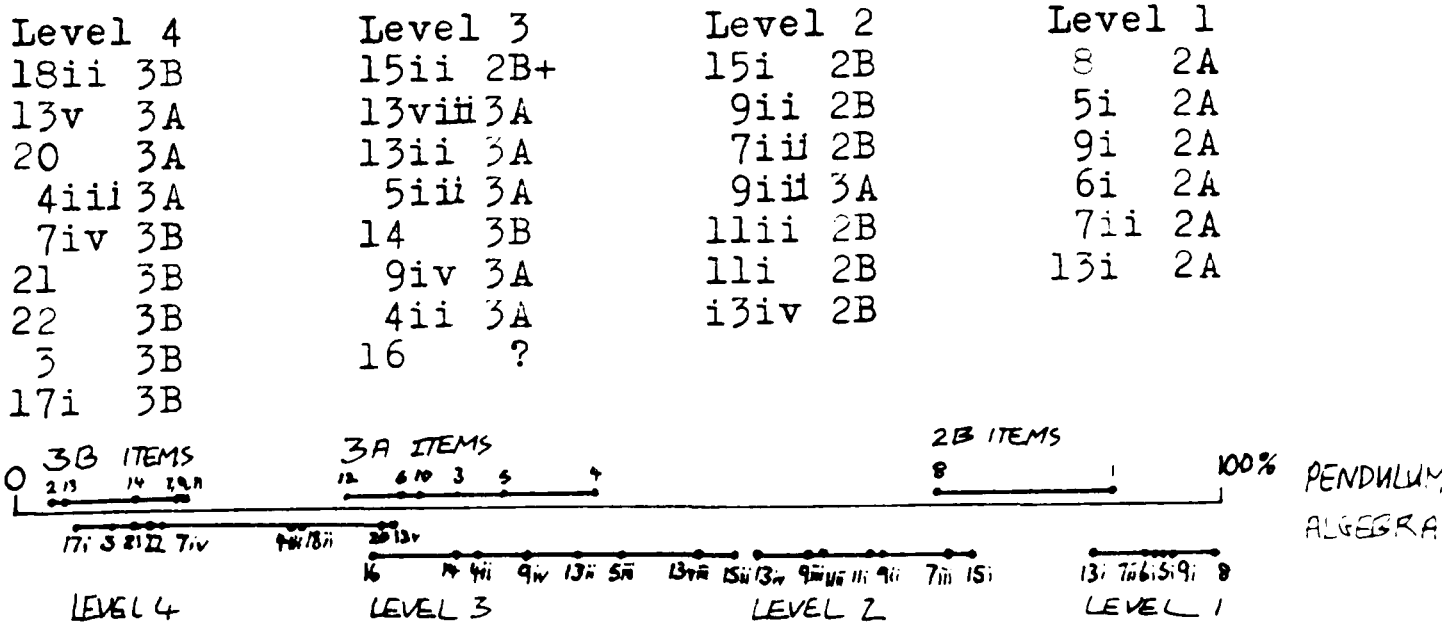 Level 4 Level 3 Level 2 Level 1
18ii 3B 15ii 2B+ 15i 2B 8 2A
13v 3A 13viii 3A 9ii 2B 5i 2A
20 3A 13ii 3A 7iii 2B 9i 2A
4iii 3A 5iii 3A 9iii 3A 6i 2A
7iv 3B 14 3B 11ii 2B 7ii 2A
21 3B 9iv 3A 11i 2B 13i 2A
22 3B 4ii 3A i3iv 2B
3 3B 16 ?
17i 3B
3B ITEMS 3A ITEMS 2B ITEMS
0 2 13 14 12 6 10 3 5 4 8 1 100% PENDULUM
ALGEBRA
17i 3 21 22 7iv 18ii 20 13v
16 14 4ii 9iv 13ii 5iii 13viii 15ii 13iv 9iii 11ii 11i 9ii 7iii 15i 13i 7ii 6i 5i 9i 8
LEVEL 4 LEVEL 3 LEVEL 2 LEVEL 1